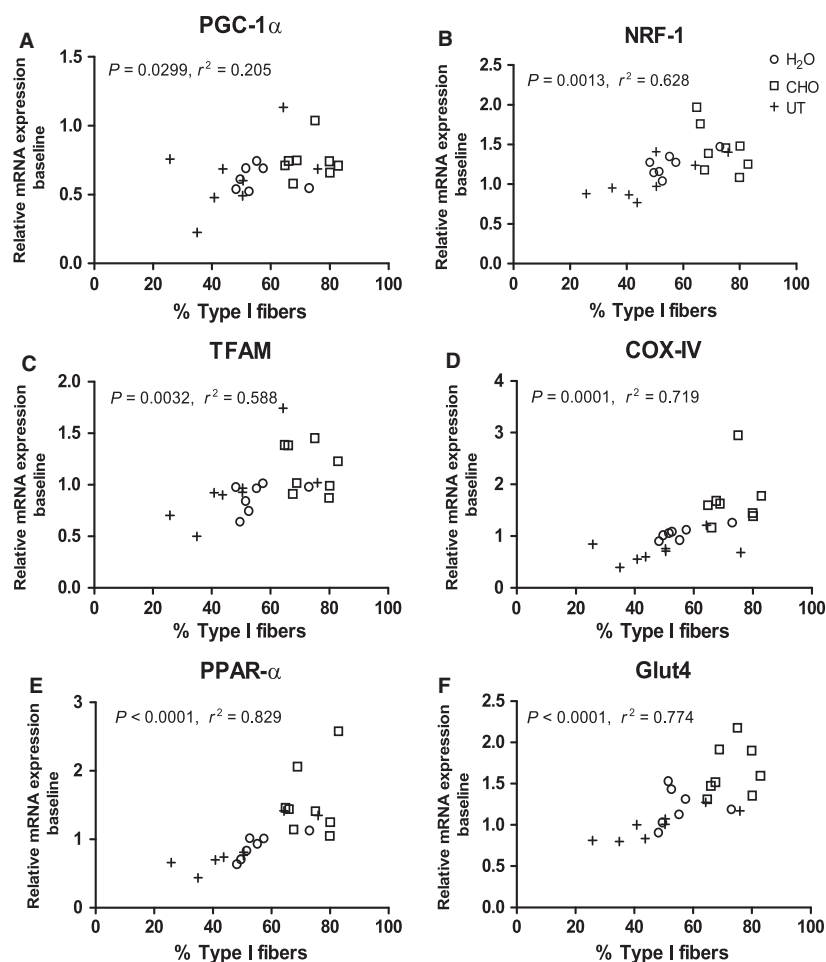 A
PGC-1α
P = 0.0299, r² = 0.205
Relative mRNA expression
baseline
1.5
1.0
0.5
0.0
0 20 40 60 80 100
% Type I fibers
B
NRF-1
P = 0.0013, r² = 0.628
H₂O
CHO
UT
Relative mRNA expression
baseline
2.5
2.0
1.5
1.0
0.5
0.0
0 20 40 60 80 100
% Type I fibers
C
TFAM
P = 0.0032, r² = 0.588
Relative mRNA expression
baseline
2.0
1.5
1.0
0.5
0.0
0 20 40 60 80 100
% Type I fibers
D
COX-IV
P = 0.0001, r² = 0.719
Relative mRNA expression
baseline
4
3
2
1
0
0 20 40 60 80 100
% Type I fibers
E
PPAR-α
P < 0.0001, r² = 0.829
Relative mRNA expression
baseline
3
2
1
0
0 20 40 60 80 100
% Type I fibers
F
Glut4
P < 0.0001, r² = 0.774
Relative mRNA expression
baseline
2.5
2.0
1.5
1.0
0.5
0.0
0 20 40 60 80 100
% Type I fibers